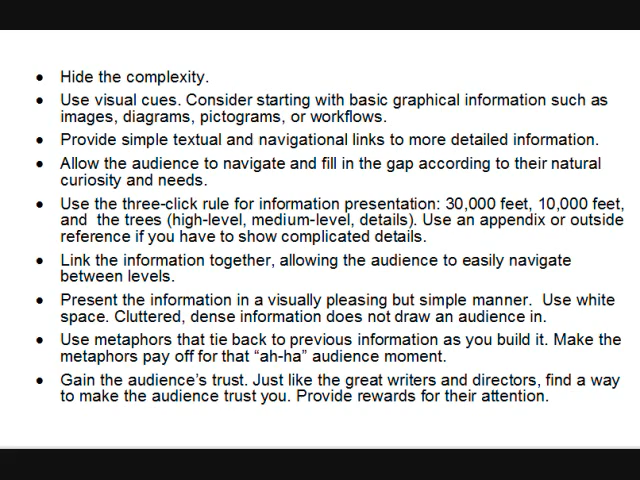 • Hide the complexity.
• Use visual cues. Consider starting with basic graphical information such as
images, diagrams, pictograms, or workflows.
• Provide simple textual and navigational links to more detailed information.
• Allow the audience to navigate and fill in the gap according to their natural
curiosity and needs.
• Use the three-click rule for information presentation: 30,000 feet, 10,000 feet,
and  the trees (high-level, medium-level, details). Use an appendix or outside
reference if you have to show complicated details.
• Link the information together, allowing the audience to easily navigate
between levels.
• Present the information in a visually pleasing but simple manner.  Use white
space. Cluttered, dense information does not draw an audience in.
• Use metaphors that tie back to previous information as you build it. Make the
metaphors pay off for that “ah-ha” audience moment.
• Gain the audience’s trust. Just like the great writers and directors, find a way
to make the audience trust you. Provide rewards for their attention.